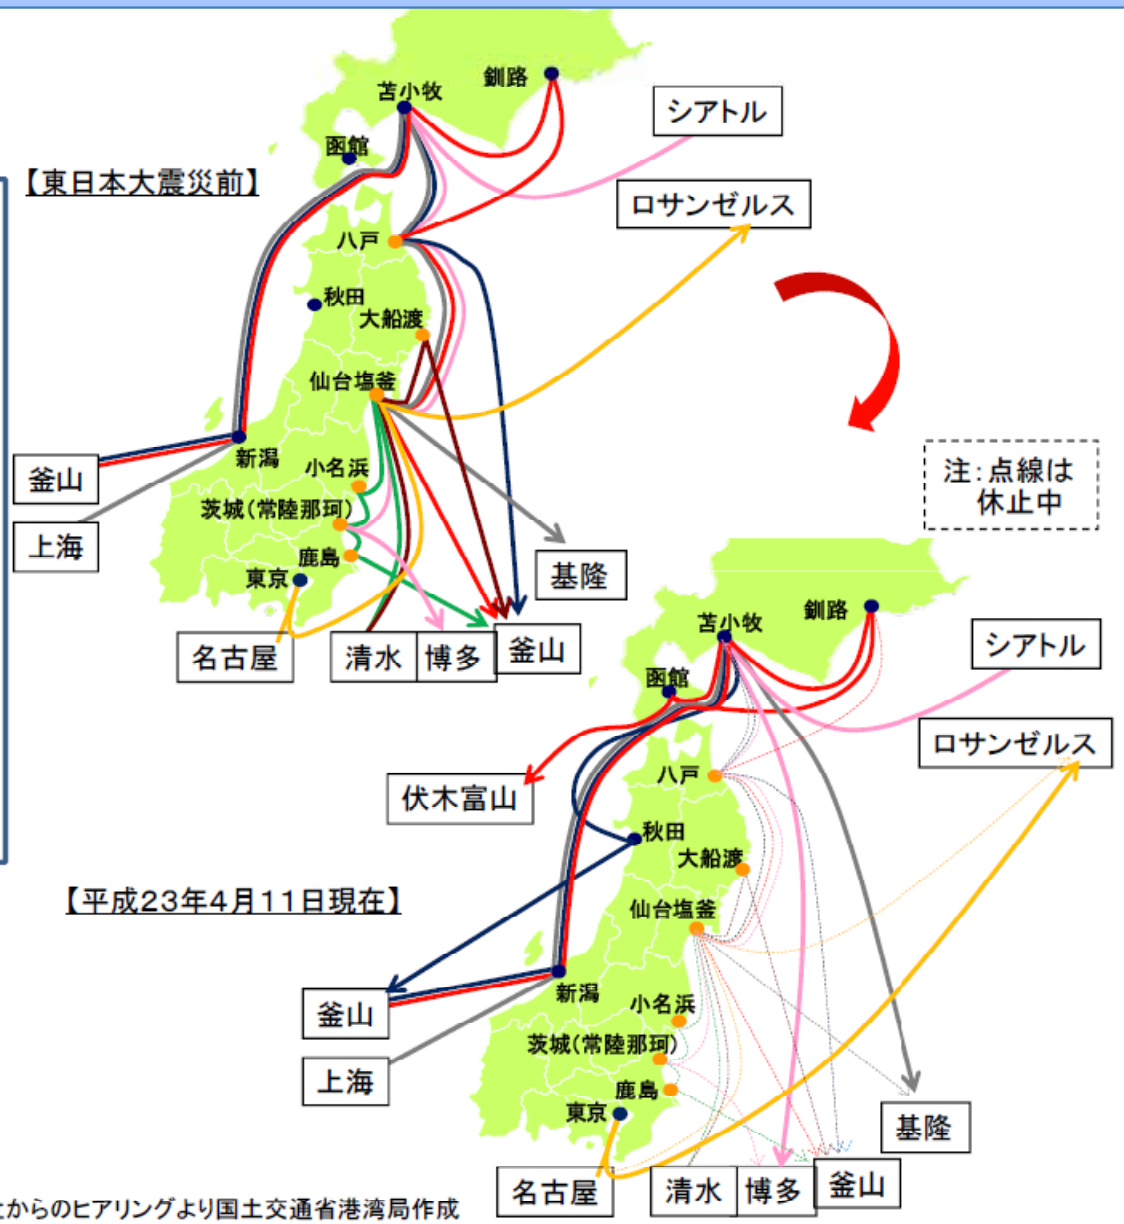 【東日本大震災前】
苫小牧
釧路
函館
シアトル
ロサンゼルス
八戸
秋田
大船渡
仙台塩釜
新潟
釜山
上海
小名浜
茨城(常陸那珂)
鹿島
東京
基隆
名古屋
清水
博多
釜山
注:点線は
休止中
【平成23年4月11日現在】
苫小牧
釧路
函館
シアトル
ロサンゼルス
伏木富山
八戸
秋田
大船渡
仙台塩釜
新潟
釜山
上海
小名浜
茨城(常陸那珂)
鹿島
東京
基隆
名古屋
清水
博多
釜山
からのヒアリングより国土交通省港湾局作成